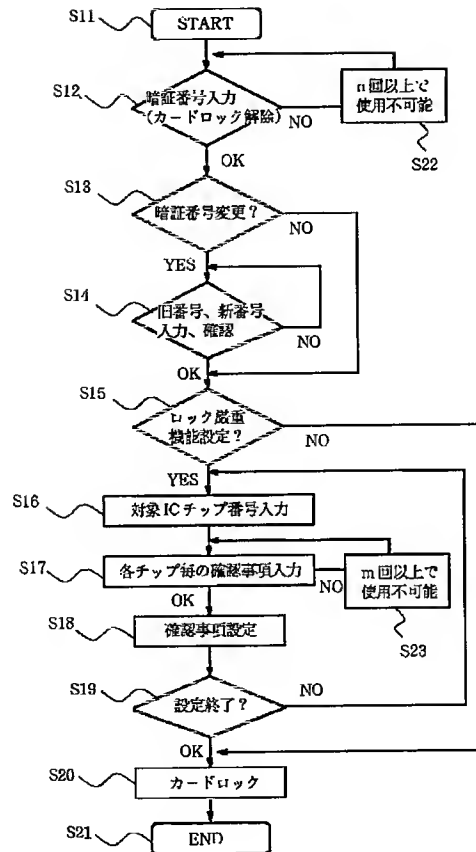 S11
START
S12
暗証番号入力
(カードロック解除)
NO
n回以上で
使用不可能
S22
OK
S13
暗証番号変更?
NO
YES
S14
旧番号、新番号
入力、確認
NO
OK
S15
ロック厳重
機能設定?
NO
YES
S16
対象ICチップ番号入力
S17
各チップ毎の確認事項入力
NO
m回以上で
使用不可能
S23
OK
S18
確認事項設定
S19
設定終了?
NO
OK
S20
カードロック
S21
END